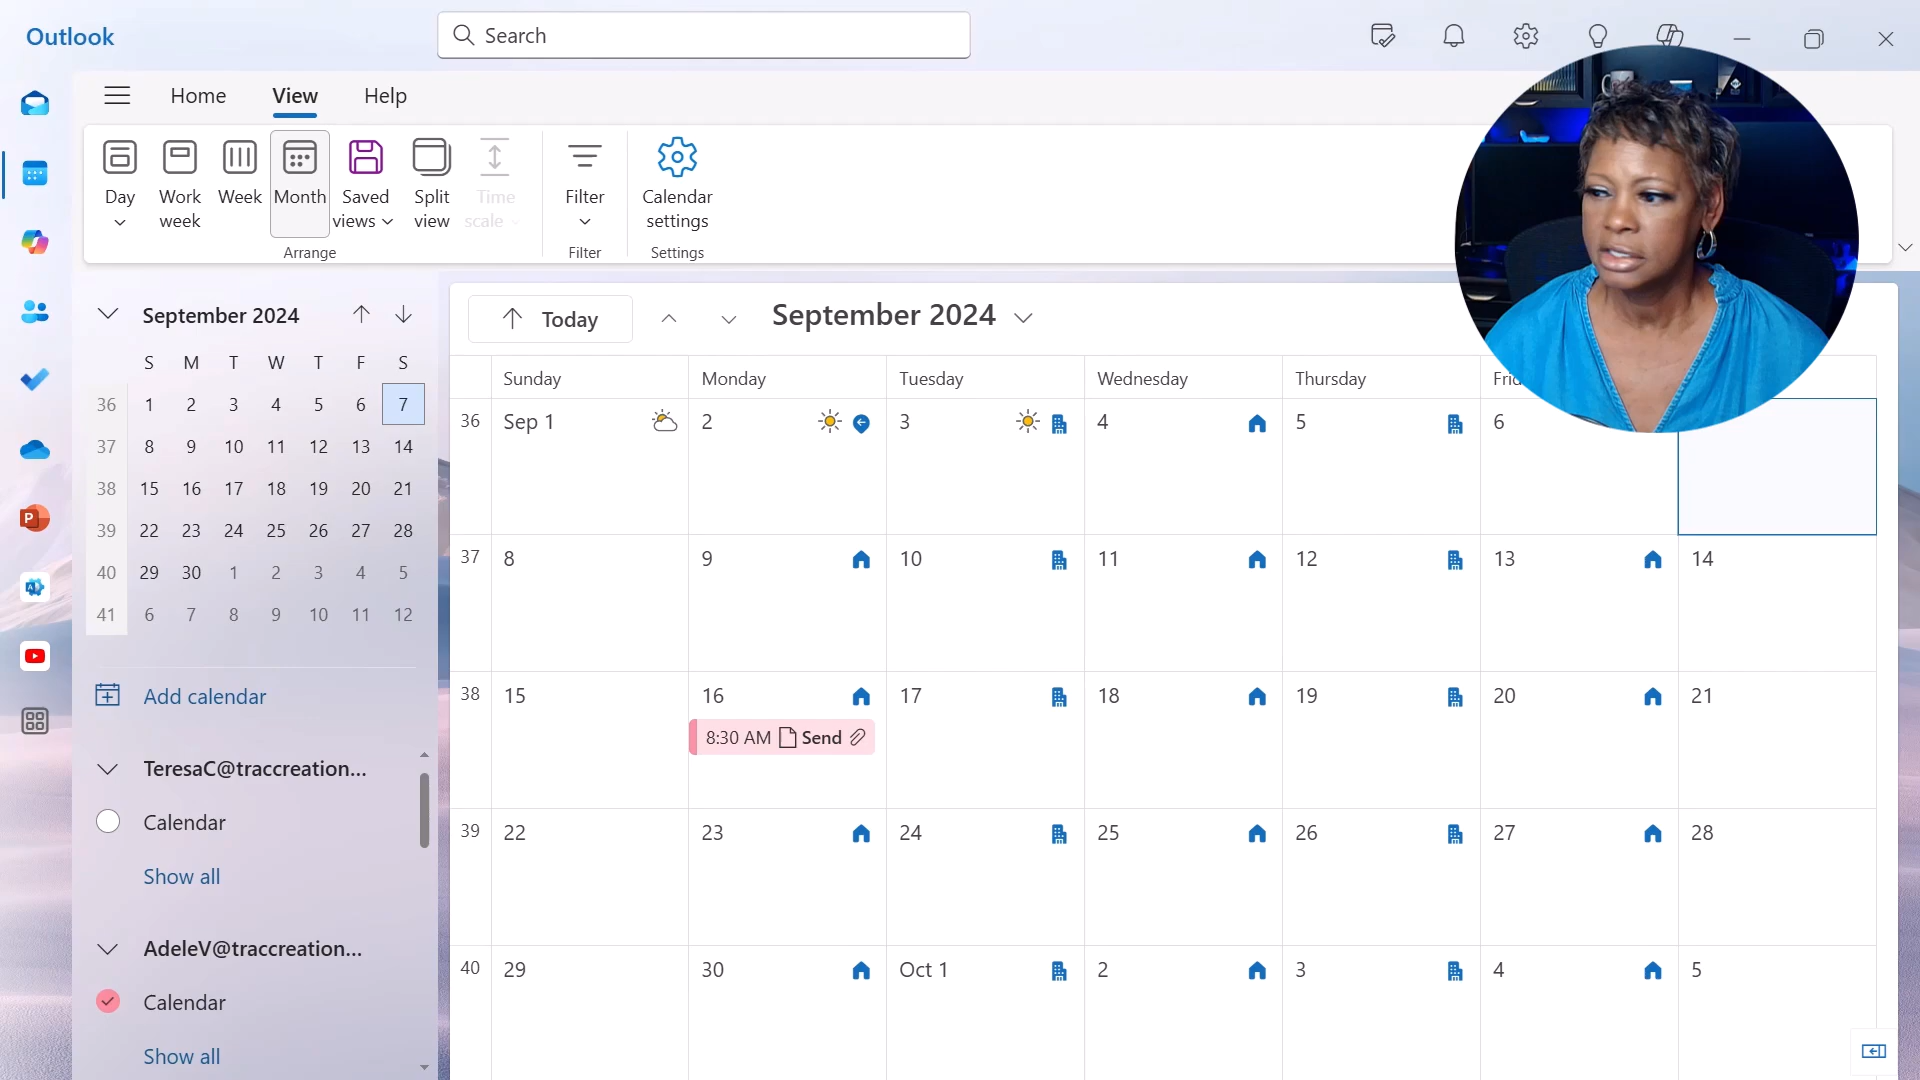 Outlook
Search
Home
View
Help
Day
Work week
Week
Month
Saved views
Split view
Time scale
Filter
Calendar settings
Arrange
Filter
Settings
September 2024
S M T W T F S
36 1 2 3 4 5 6 7
37 8 9 10 11 12 13 14
38 15 16 17 18 19 20 21
39 22 23 24 25 26 27 28
40 29 30 1 2 3 4 5
41 6 7 8 9 10 11 12
Add calendar
TeresaC@traccreation...
Calendar
Show all
AdeleV@traccreation...
Calendar
Show all
Today
September 2024
Sunday Monday Tuesday Wednesday Thursday Frid
36 Sep 1 2 3 4 5 6
37 8 9 10 11 12 13 14
38 15 16 17 18 19 20 21
8:30 AM Send
39 22 23 24 25 26 27 28
40 29 30 Oct 1 2 3 4 5